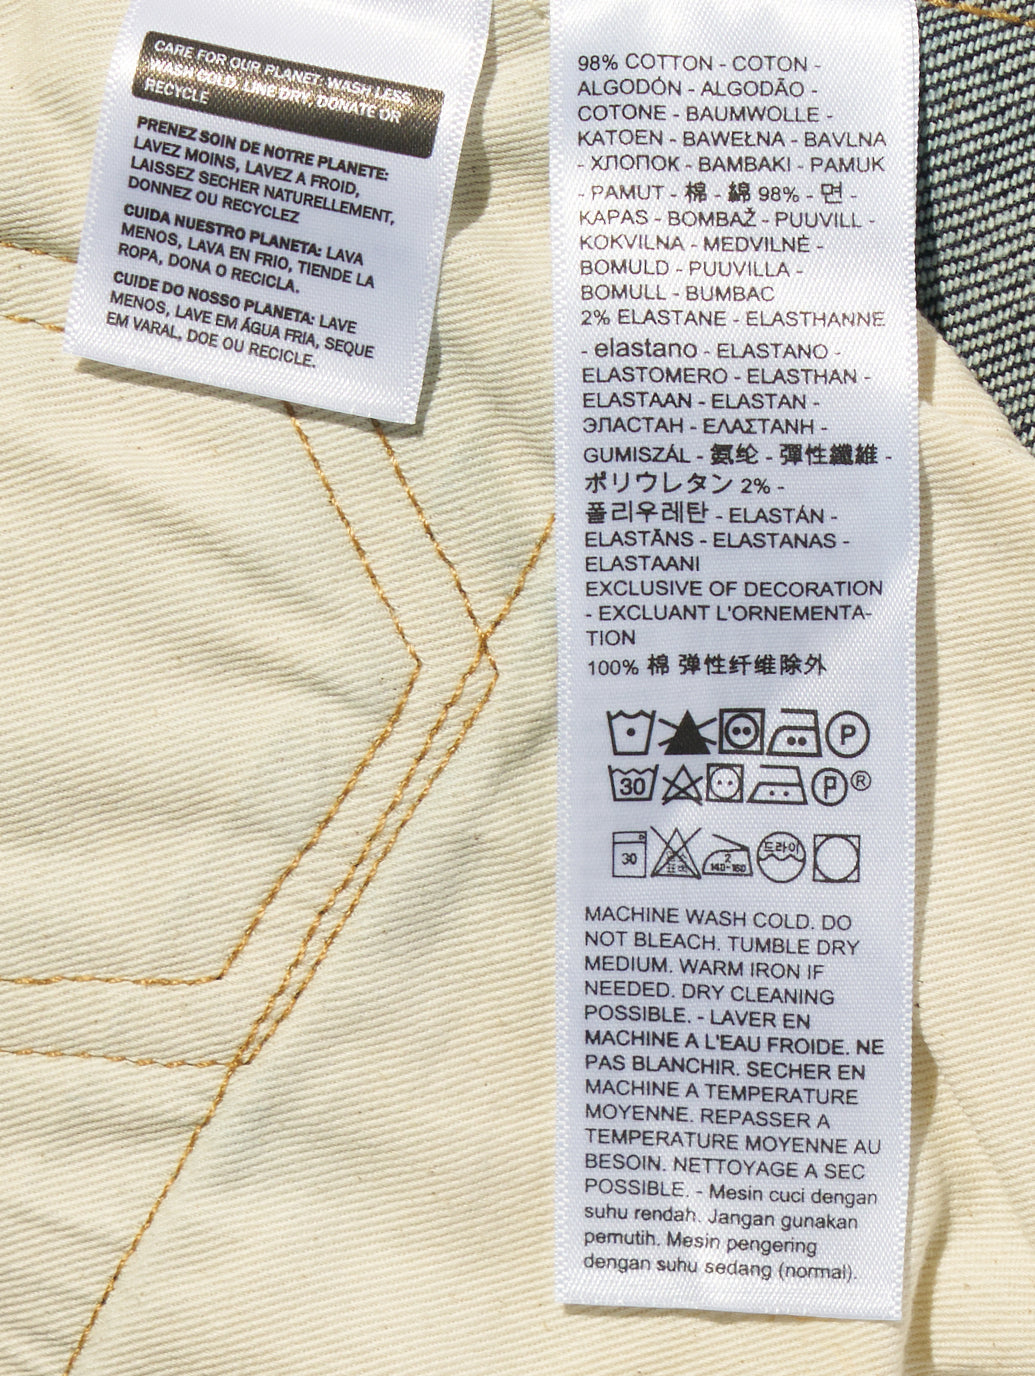 CARE FOR OUR PLANET: WASH LESS
WASH COLD, LINE DRY, DONATE OR
RECYCLE
PRENEZ SOIN DE NOTRE PLANETE:
LAVEZ MOINS, LAVEZ A FROID,
LAISSEZ SECHER NATURELLEMENT,
DONNEZ OU RECYCLEZ
CUIDA NUESTRO PLANETA: LAVA
MENOS, LAVA EN FRIO, TIENDE LA
ROPA, DONA O RECICLA.
CUIDE DO NOSSO PLANETA: LAVE
MENOS, LAVE EM ÁGUA FRIA, SEQUE
EM VARAL, DOE OU RECICLE.
98% COTTON - COTON -
ALGODÓN - ALGODÃO -
COTONE - BAUMWOLLE -
KATOEN - BAWEŁNA - BAVLNA
- ХЛОПОК - ΒΑΜΒΑΚΙ - PAMUK
- PAMUT - 棉 - 綿 98% - 면 -
KAPAS - BOMBAŽ - PUUVILL -
KOKVILNA - MEDVILNĖ -
BOMULD - PUUVILLA -
BOMULL - BUMBAC
2% ELASTANE - ELASTHANNE
- elastano - ELASTANO -
ELASTOMERO - ELASTHAN -
ELASTAAN - ELASTAN -
ЭЛАСТАН - ΕΛΑΣΤΑΝΗ -
GUMISZÁL - 氨纶 - 彈性纖維 -
ポリウレタン 2% -
폴리우레탄 - ELASTÁN -
ELASTĀNS - ELASTANAS -
ELASTAANI
EXCLUSIVE OF DECORATION
- EXCLUANT L'ORNEMENTA-
TION
100% 棉 弹性纤维除外
P
30 P ®
30 2 140-160 드라이
MACHINE WASH COLD. DO
NOT BLEACH. TUMBLE DRY
MEDIUM. WARM IRON IF
NEEDED. DRY CLEANING
POSSIBLE. - LAVER EN
MACHINE A L'EAU FROIDE. NE
PAS BLANCHIR. SECHER EN
MACHINE A TEMPERATURE
MOYENNE. REPASSER A
TEMPERATURE MOYENNE AU
BESOIN. NETTOYAGE A SEC
POSSIBLE. - Mesin cuci dengan
suhu rendah. Jangan gunakan
pemutih. Mesin pengering
dengan suhu sedang (normal).